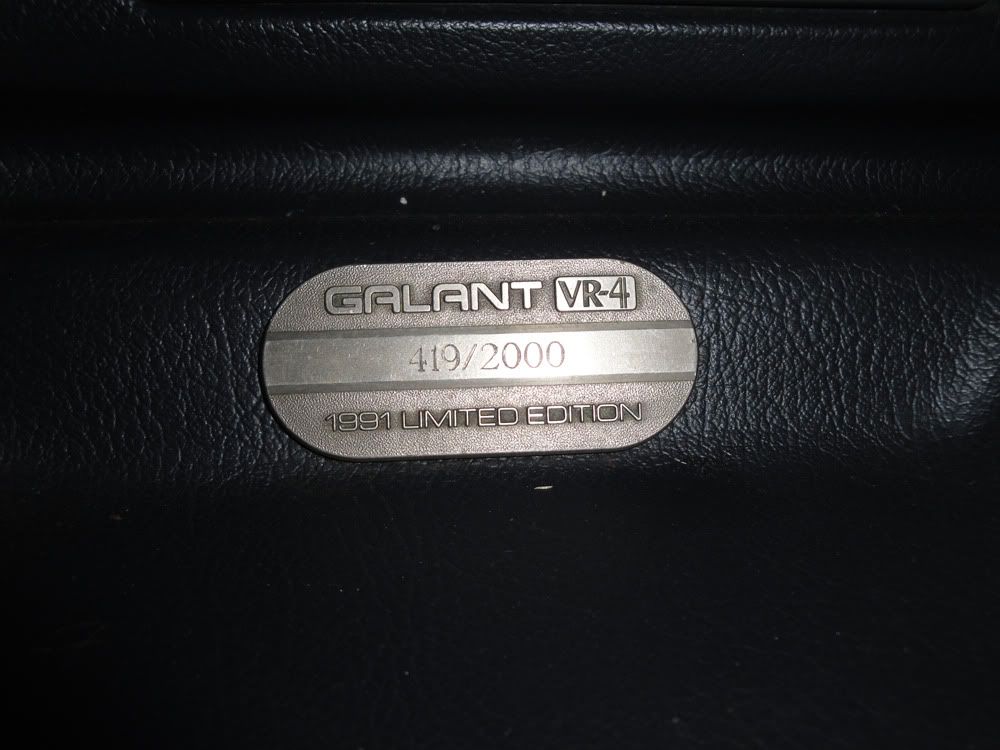 GALANT VR-4
419/2000
1991 LIMITED EDITION